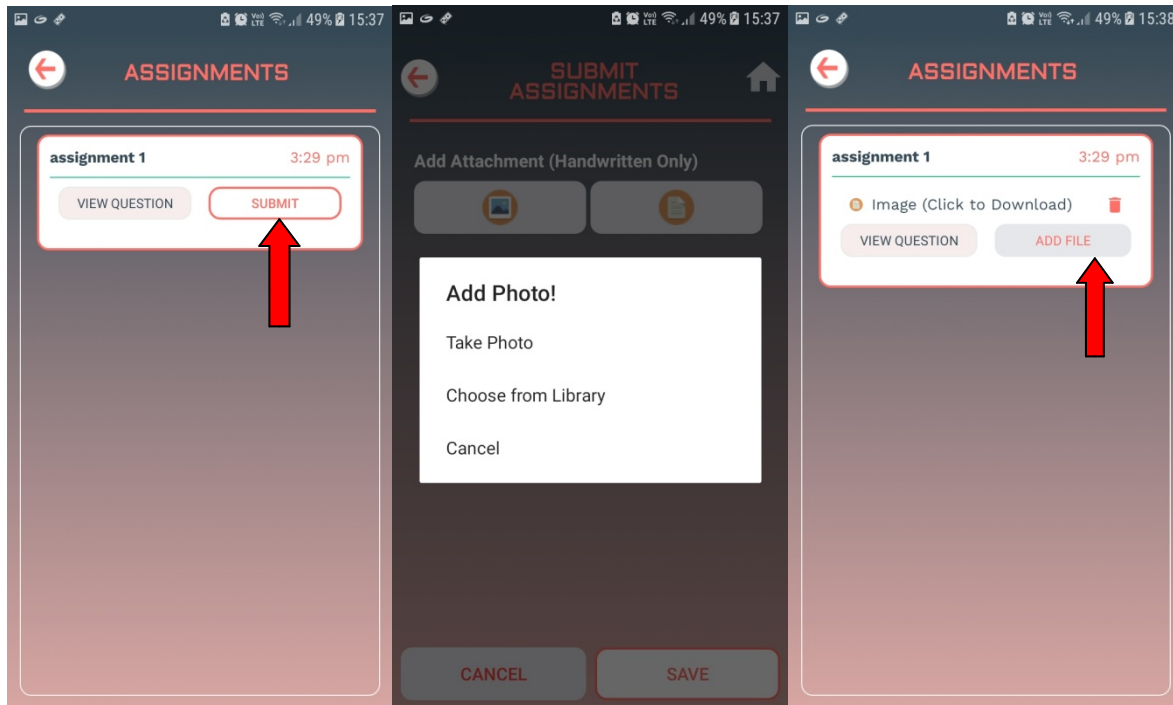 49% 15:37
ASSIGNMENTS
assignment 1 3:29 pm
VIEW QUESTION SUBMIT
49% 15:37
SUBMIT
ASSIGNMENTS
Add Attachment (Handwritten Only)
Add Photo!
Take Photo
Choose from Library
Cancel
CANCEL SAVE
49% 15:38
ASSIGNMENTS
assignment 1 3:29 pm
Image (Click to Download)
VIEW QUESTION ADD FILE